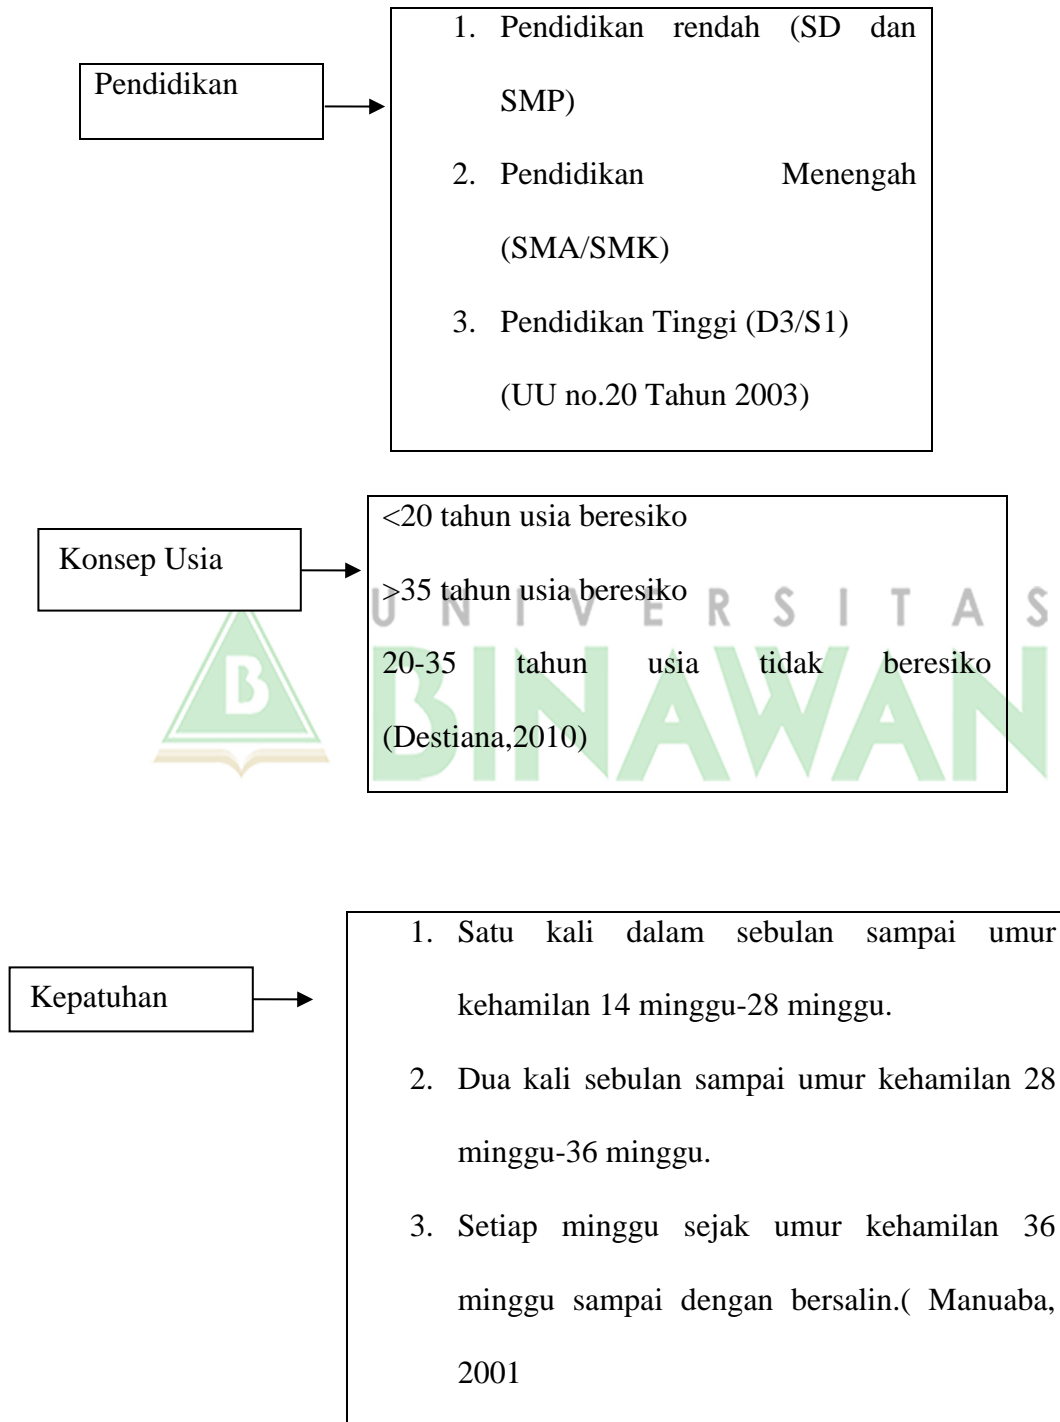 Pendidikan
1. Pendidikan rendah (SD dan
SMP)
2. Pendidikan Menengah
(SMA/SMK)
3. Pendidikan Tinggi (D3/S1)
(UU no.20 Tahun 2003)
Konsep Usia
<20 tahun usia beresiko
>35 tahun usia beresiko
20-35 tahun usia tidak beresiko
(Destiana,2010)
UNIVERSITAS
B
BINAWAN
Kepatuhan
1. Satu kali dalam sebulan sampai umur
kehamilan 14 minggu-28 minggu.
2. Dua kali sebulan sampai umur kehamilan 28
minggu-36 minggu.
3. Setiap minggu sejak umur kehamilan 36
minggu sampai dengan bersalin.( Manuaba,
2001